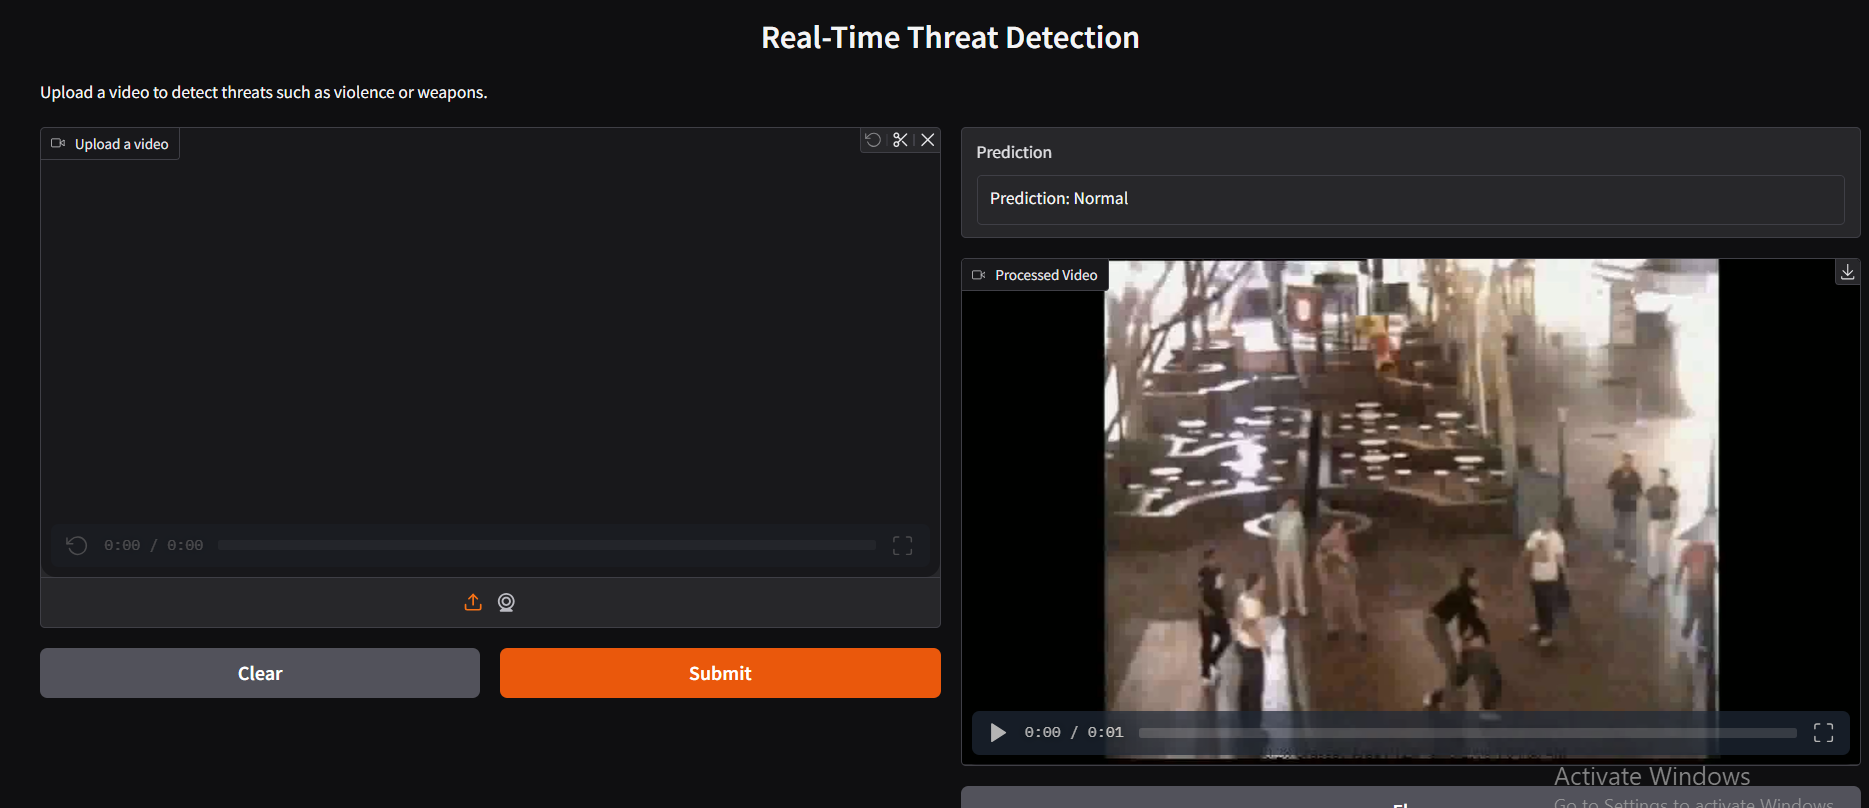 Real-Time Threat Detection
Upload a video to detect threats such as violence or weapons.
Upload a video
0:00 / 0:00
Clear
Submit
Prediction
Prediction: Normal
Processed Video
0:00 / 0:01
Activate Windows
Go to Settings to activate Windows.